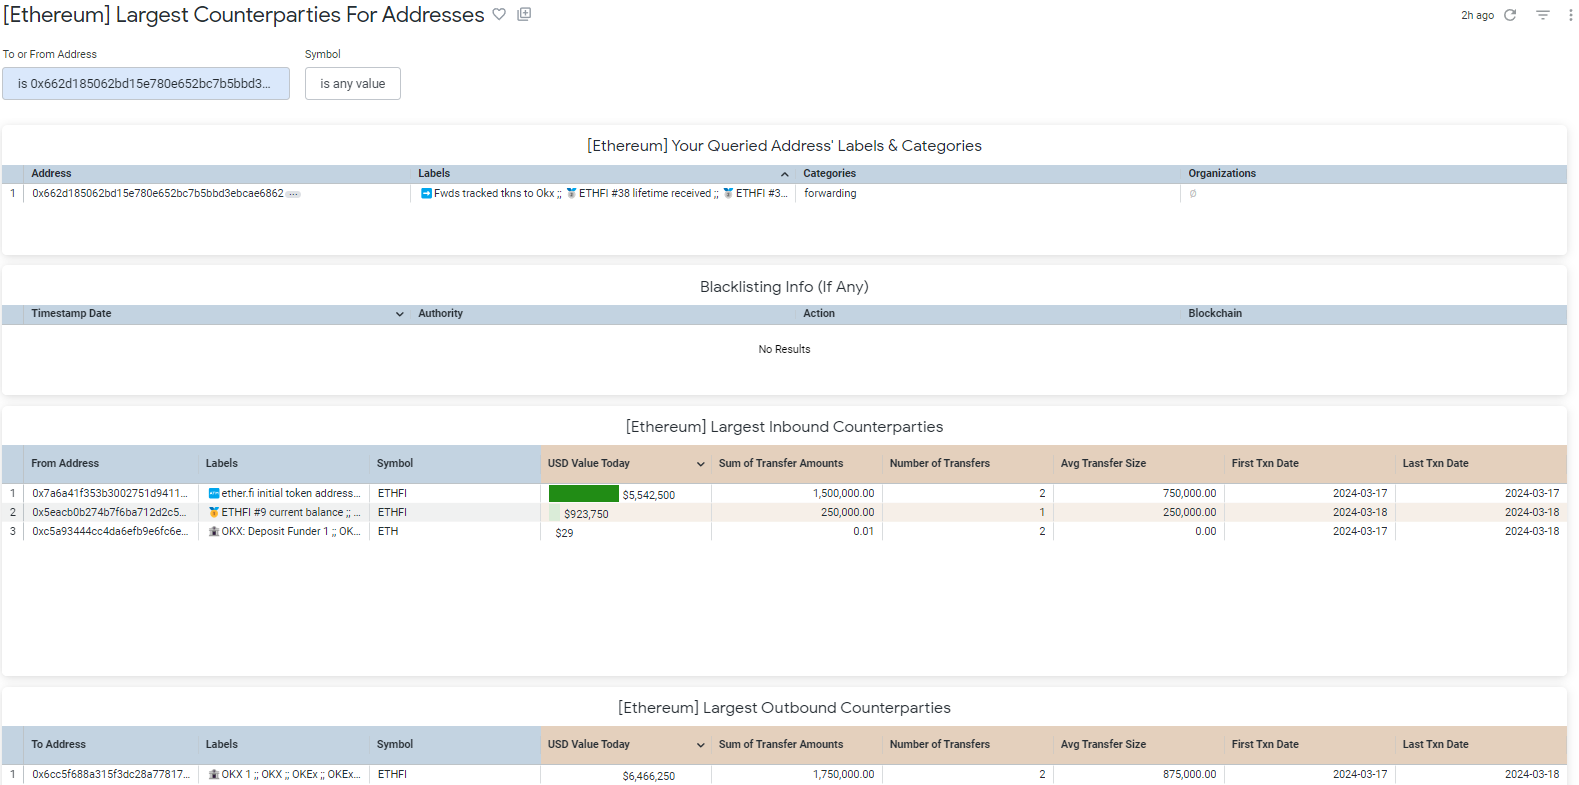 [Ethereum] Largest Counterparties For Addresses
2h ago
To or From Address Symbol
is 0x662d185062bd15e780e652bc7b5bbd3... is any value
[Ethereum] Your Queried Address' Labels & Categories
Address Labels Categories Organizations
1 0x662d185062bd15e780e652bc7b5bbd3ebcae6862 ➡️Fwds tracked tkns to Okx ;; 🥈ETHFI #38 lifetime received ;; 🥈ETHFI #3... forwarding Ø
Blacklisting Info (If Any)
Timestamp Date Authority Action Blockchain
No Results
[Ethereum] Largest Inbound Counterparties
From Address Labels Symbol USD Value Today Sum of Transfer Amounts Number of Transfers Avg Transfer Size First Txn Date Last Txn Date
1 0x7a6a41f353b3002751d9411... ether.fi initial token address... ETHFI $5,542,500 1,500,000.00 2 750,000.00 2024-03-17 2024-03-17
2 0x5eacb0b274b7f6ba712d2c5... 🥇ETHFI #9 current balance ;; ... ETHFI $923,750 250,000.00 1 250,000.00 2024-03-18 2024-03-18
3 0xc5a93444cc4da6efb9e6fc6e... 🏦OKX: Deposit Funder 1 ;; OK... ETH $29 0.01 2 0.00 2024-03-17 2024-03-18
[Ethereum] Largest Outbound Counterparties
To Address Labels Symbol USD Value Today Sum of Transfer Amounts Number of Transfers Avg Transfer Size First Txn Date Last Txn Date
1 0x6cc5f688a315f3dc28a77817... 🏦OKX 1 ;; OKX ;; OKEx ;; OKEx... ETHFI $6,466,250 1,750,000.00 2 875,000.00 2024-03-17 2024-03-18